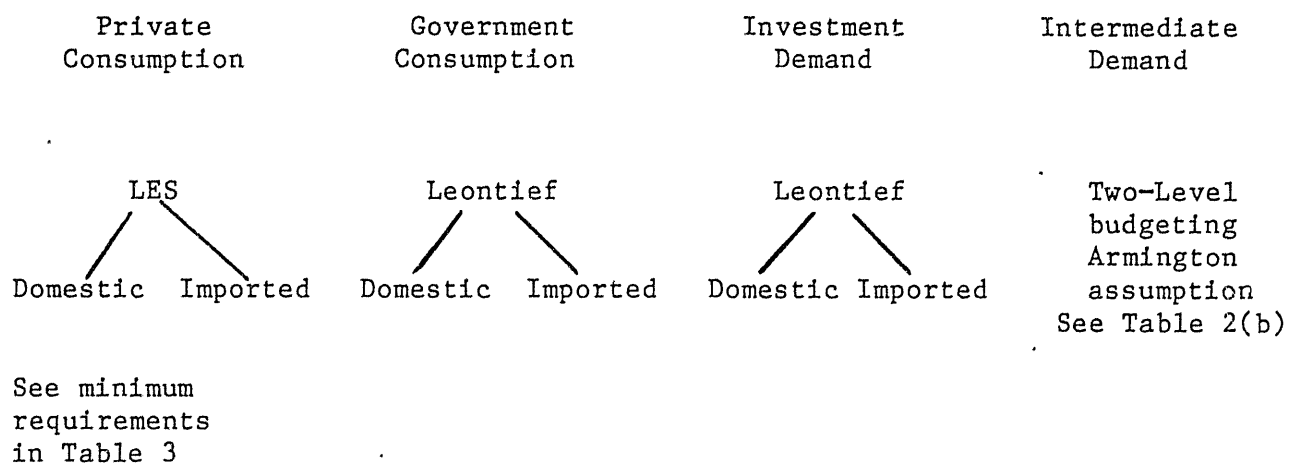 Private Consumption
Government Consumption
Investment Demand
Intermediate Demand
LES
Leontief
Leontief
Two-Level
budgeting
Armington
assumption
See Table 2(b)
Domestic Imported
Domestic Imported
Domestic Imported
See minimum
requirements
in Table 3